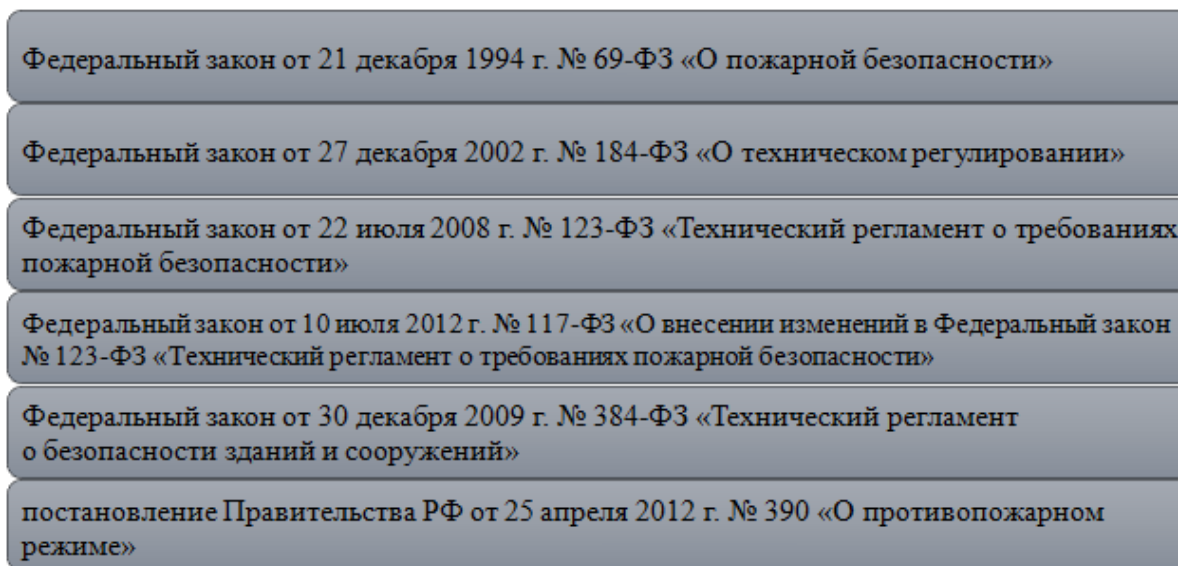 Федеральный закон от 21 декабря 1994 г. № 69-ФЗ «О пожарной безопасности»
Федеральный закон от 27 декабря 2002 г. № 184-ФЗ «О техническом регулировании»
Федеральный закон от 22 июля 2008 г. № 123-ФЗ «Технический регламент о требованиях
пожарной безопасности»
Федеральный закон от 10 июля 2012 г. № 117-ФЗ «О внесении изменений в Федеральный закон
№ 123-ФЗ «Технический регламент о требованиях пожарной безопасности»
Федеральный закон от 30 декабря 2009 г. № 384-ФЗ «Технический регламент
о безопасности зданий и сооружений»
постановление Правительства РФ от 25 апреля 2012 г. № 390 «О противопожарном
режиме»